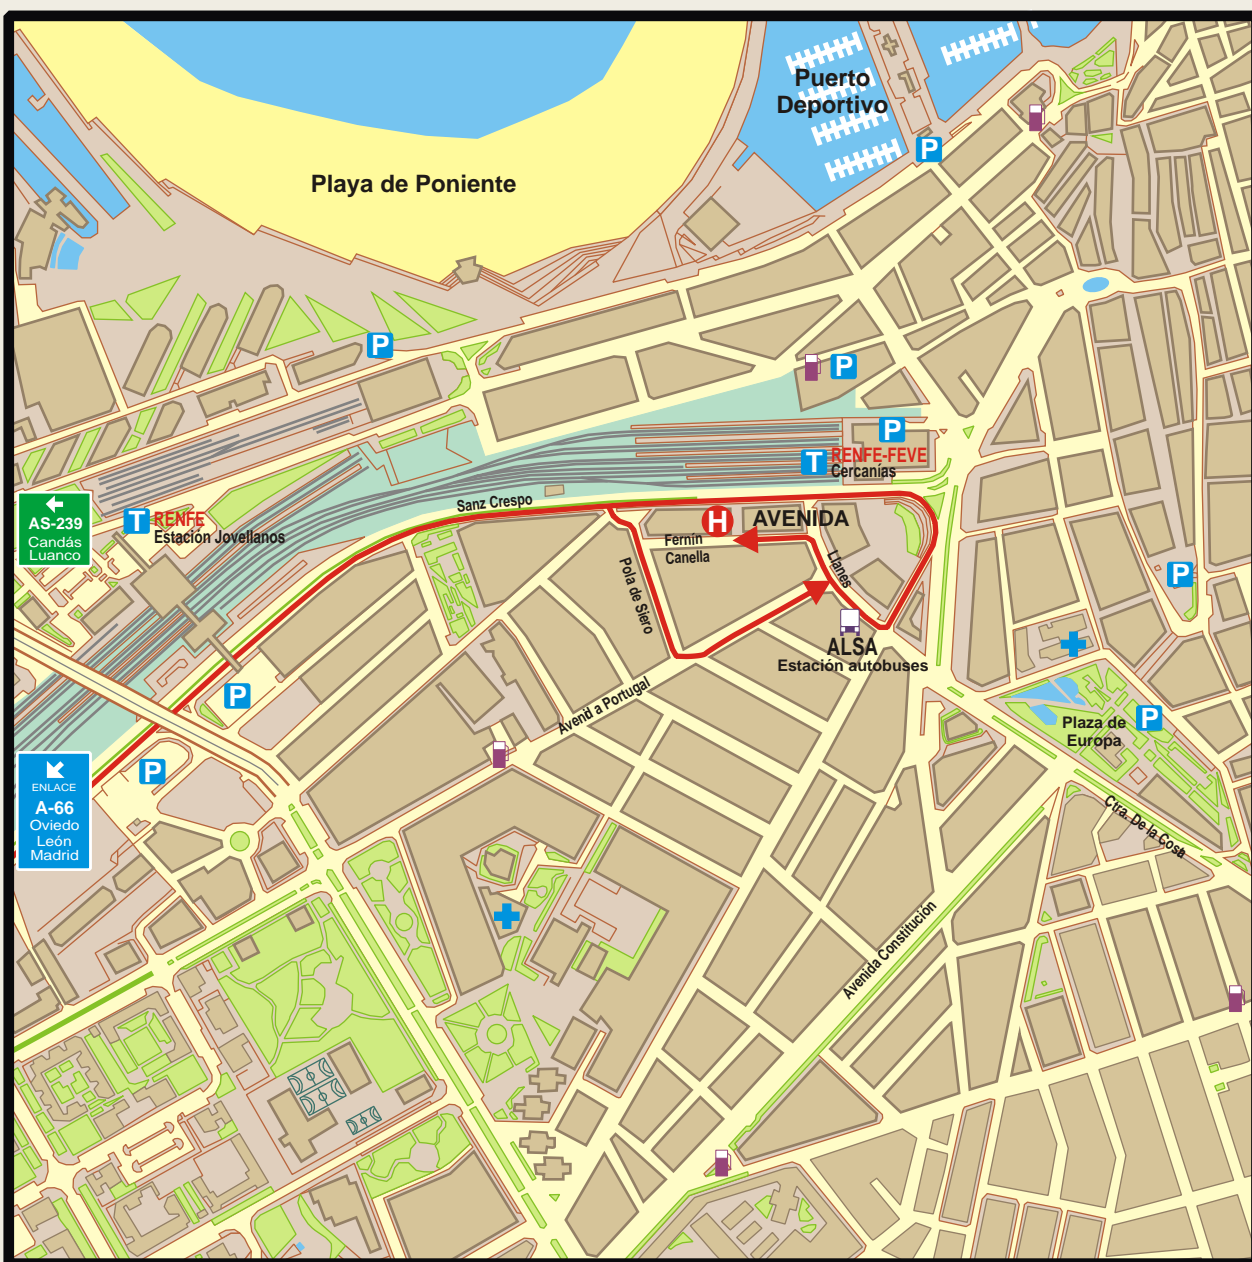 Puerto
Deportivo
P
Playa de Poniente
P
P
P
T RENFE-FEVE
Cercanías
AS-239
Candás
Luanco
T RENFE
Estación Jovellanos
Sanz Crespo
H AVENIDA
Fernín
Canella
Llanes
Pola de Siero
P
ALSA
Estación autobuses
Avenid a Portugal
P
Plaza de
Europa
P
P
ENLACE
A-66
Oviedo
León
Madrid
Ctra. De la Cosa
Avenida Constitución